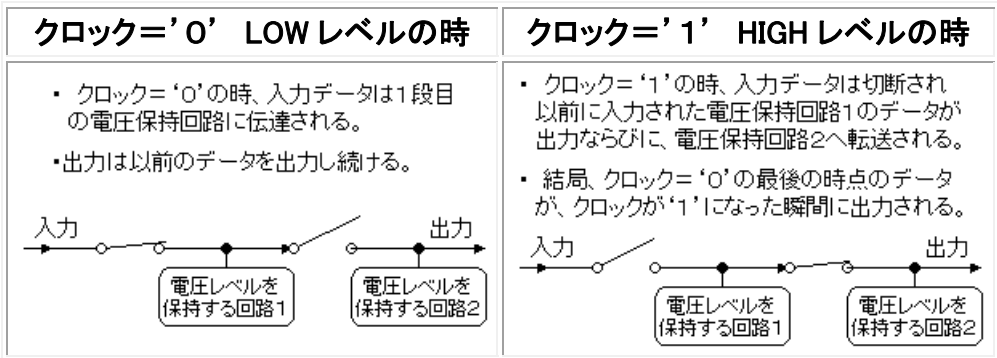 クロック＝’０’　LOWレベルの時
・ クロック＝‘0’の時、入力データは1段目
の電圧保持回路に伝達される。
・出力は以前のデータを出力し続ける。
入力
出力
電圧レベルを
保持する回路1
電圧レベルを
保持する回路2
クロック＝’１’　HIGHレベルの時
・ クロック＝‘1’の時、入力データは切断され
以前に入力された電圧保持回路1のデータが
出力ならびに、電圧保持回路2へ転送される。
・ 結局、クロック＝‘0’の最後の時点のデータ
が、クロックが‘1’になった瞬間に出力される。
入力
出力
電圧レベルを
保持する回路1
電圧レベルを
保持する回路2